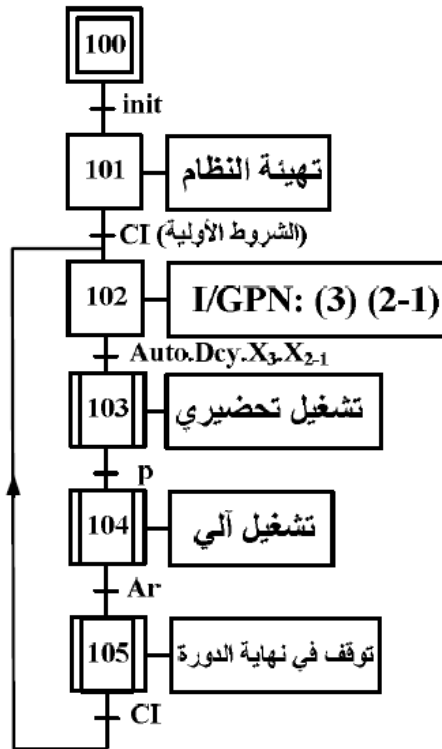 100
init
101 تهيئة النظام
CI (الشروط الأولية)
102 I/GPN: (3) (2-1)
Auto.Dcy.X3.X2-1
103 تشغيل تحضيري
p
104 تشغيل آلي
Ar
105 توقف في نهاية الدورة
CI